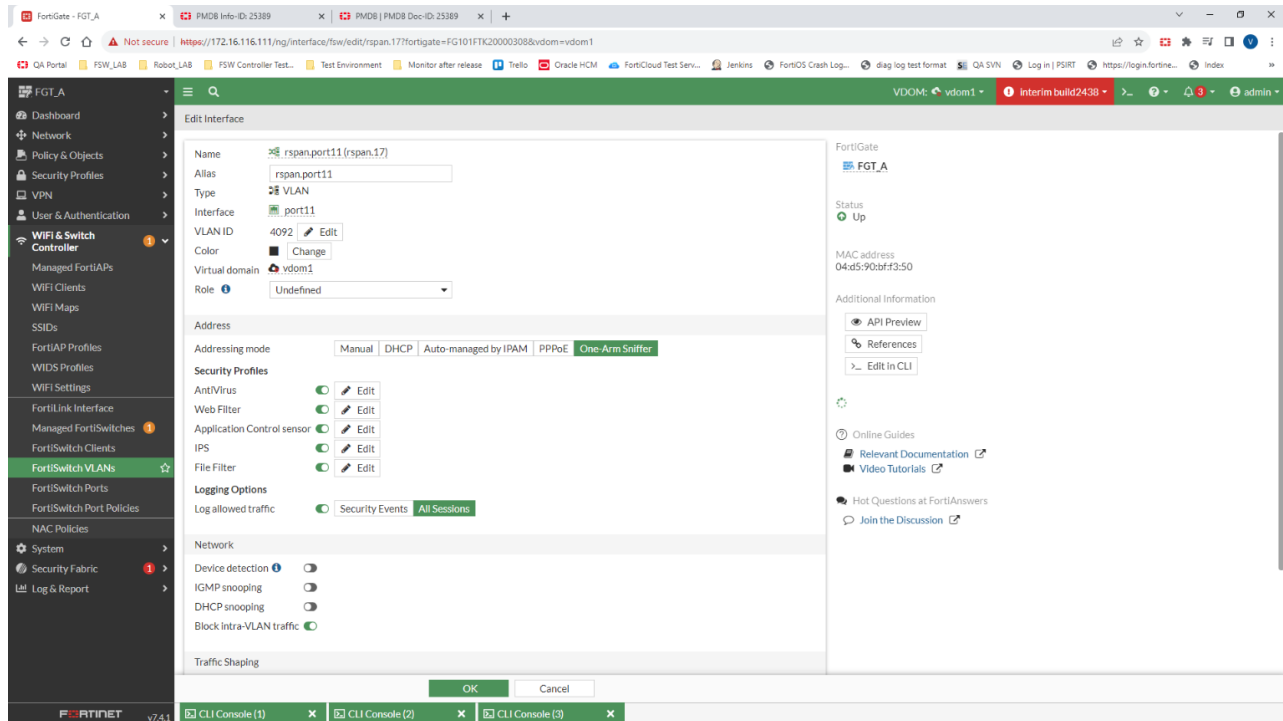 FortiGate - FGT_A
PMDB Info-ID: 25389
PMDB | PMDB Doc-ID: 25389
Not secure
https://172.16.116.111/ng/interface/fsw/edit/rspan.17?fortigate=FG101FTK20000308&vdom=vdom1
QA Portal
FSW_LAB
Robot_LAB
FSW Controller Test...
Test Environment
Monitor after release
Trello
Oracle HCM
FortiCloud Test Serv...
Jenkins
FortiOS Crash Log...
diag log test format
QA SVN
Log in | PSIRT
https://login.fortine...
Index
»
FGT_A
VDOM: vdom1
interim build2438
>_
3
admin
Dashboard
Network
Policy & Objects
Security Profiles
VPN
User & Authentication
WiFi & Switch
Controller
1
Managed FortiAPs
WiFi Clients
WiFi Maps
SSIDs
FortiAP Profiles
WIDS Profiles
WiFi Settings
FortiLink Interface
Managed FortiSwitches 1
FortiSwitch Clients
FortiSwitch VLANs
FortiSwitch Ports
FortiSwitch Port Policies
NAC Policies
System
Security Fabric 1
Log & Report
FORTINET v7.4.1
Edit Interface
Name rspan.port11 (rspan.17)
Alias rspan.port11
Type VLAN
Interface port11
VLAN ID 4092 Edit
Color Change
Virtual domain vdom1
Role Undefined
Address
Addressing mode Manual DHCP Auto-managed by IPAM PPPoE One-Arm Sniffer
Security Profiles
AntiVirus Edit
Web Filter Edit
Application Control sensor Edit
IPS Edit
File Filter Edit
Logging Options
Log allowed traffic Security Events All Sessions
Network
Device detection
IGMP snooping
DHCP snooping
Block intra-VLAN traffic
Traffic Shaping
OK Cancel
FortiGate
FGT_A
Status
Up
MAC address
04:d5:90:bf:f3:50
Additional Information
API Preview
References
>_ Edit in CLI
Online Guides
Relevant Documentation
Video Tutorials
Hot Questions at FortiAnswers
Join the Discussion
CLI Console (1)
CLI Console (2)
CLI Console (3)